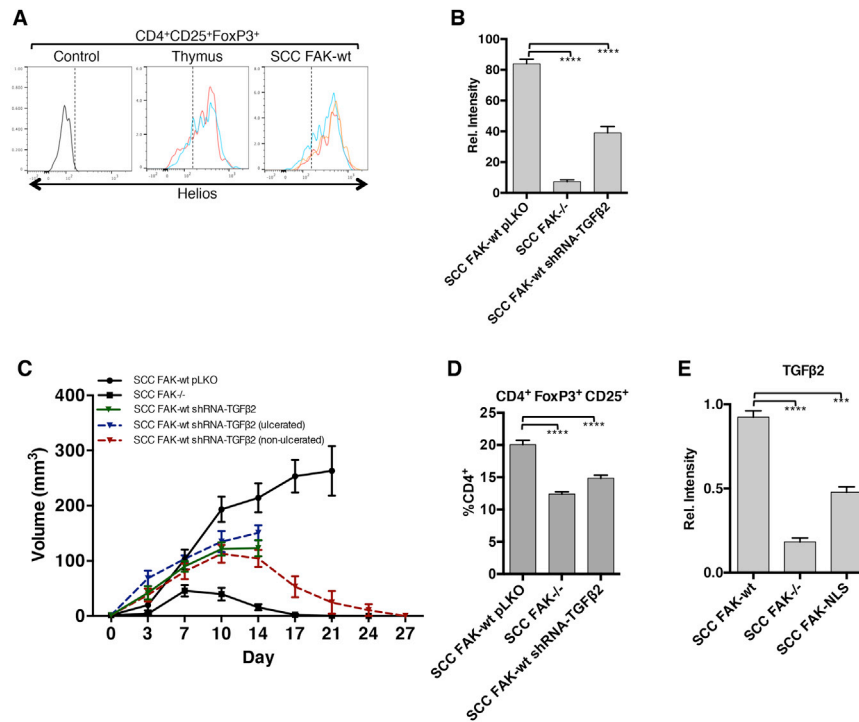 A
CD4⁺CD25⁺FoxP3⁺
Control
Thymus
SCC FAK-wt
Helios
B
Rel. Intensity
100
80
60
40
20
0
****
****
SCC FAK-wt pLKO
SCC FAK-/-
SCC FAK-wt shRNA-TGFβ2
C
SCC FAK-wt pLKO
SCC FAK-/-
SCC FAK-wt shRNA-TGFβ2
SCC FAK-wt shRNA-TGFβ2 (ulcerated)
SCC FAK-wt shRNA-TGFβ2 (non-ulcerated)
Volume (mm³)
400
300
200
100
0
0 3 7 10 14 17 21 24 27
Day
D
CD4⁺ FoxP3⁺ CD25⁺
%CD4⁺
25
20
15
10
5
0
****
****
SCC FAK-wt pLKO
SCC FAK-/-
SCC FAK-wt shRNA-TGFβ2
E
TGFβ2
Rel. Intensity
1.0
0.5
0.0
****
***
SCC FAK-wt
SCC FAK-/-
SCC FAK-NLS